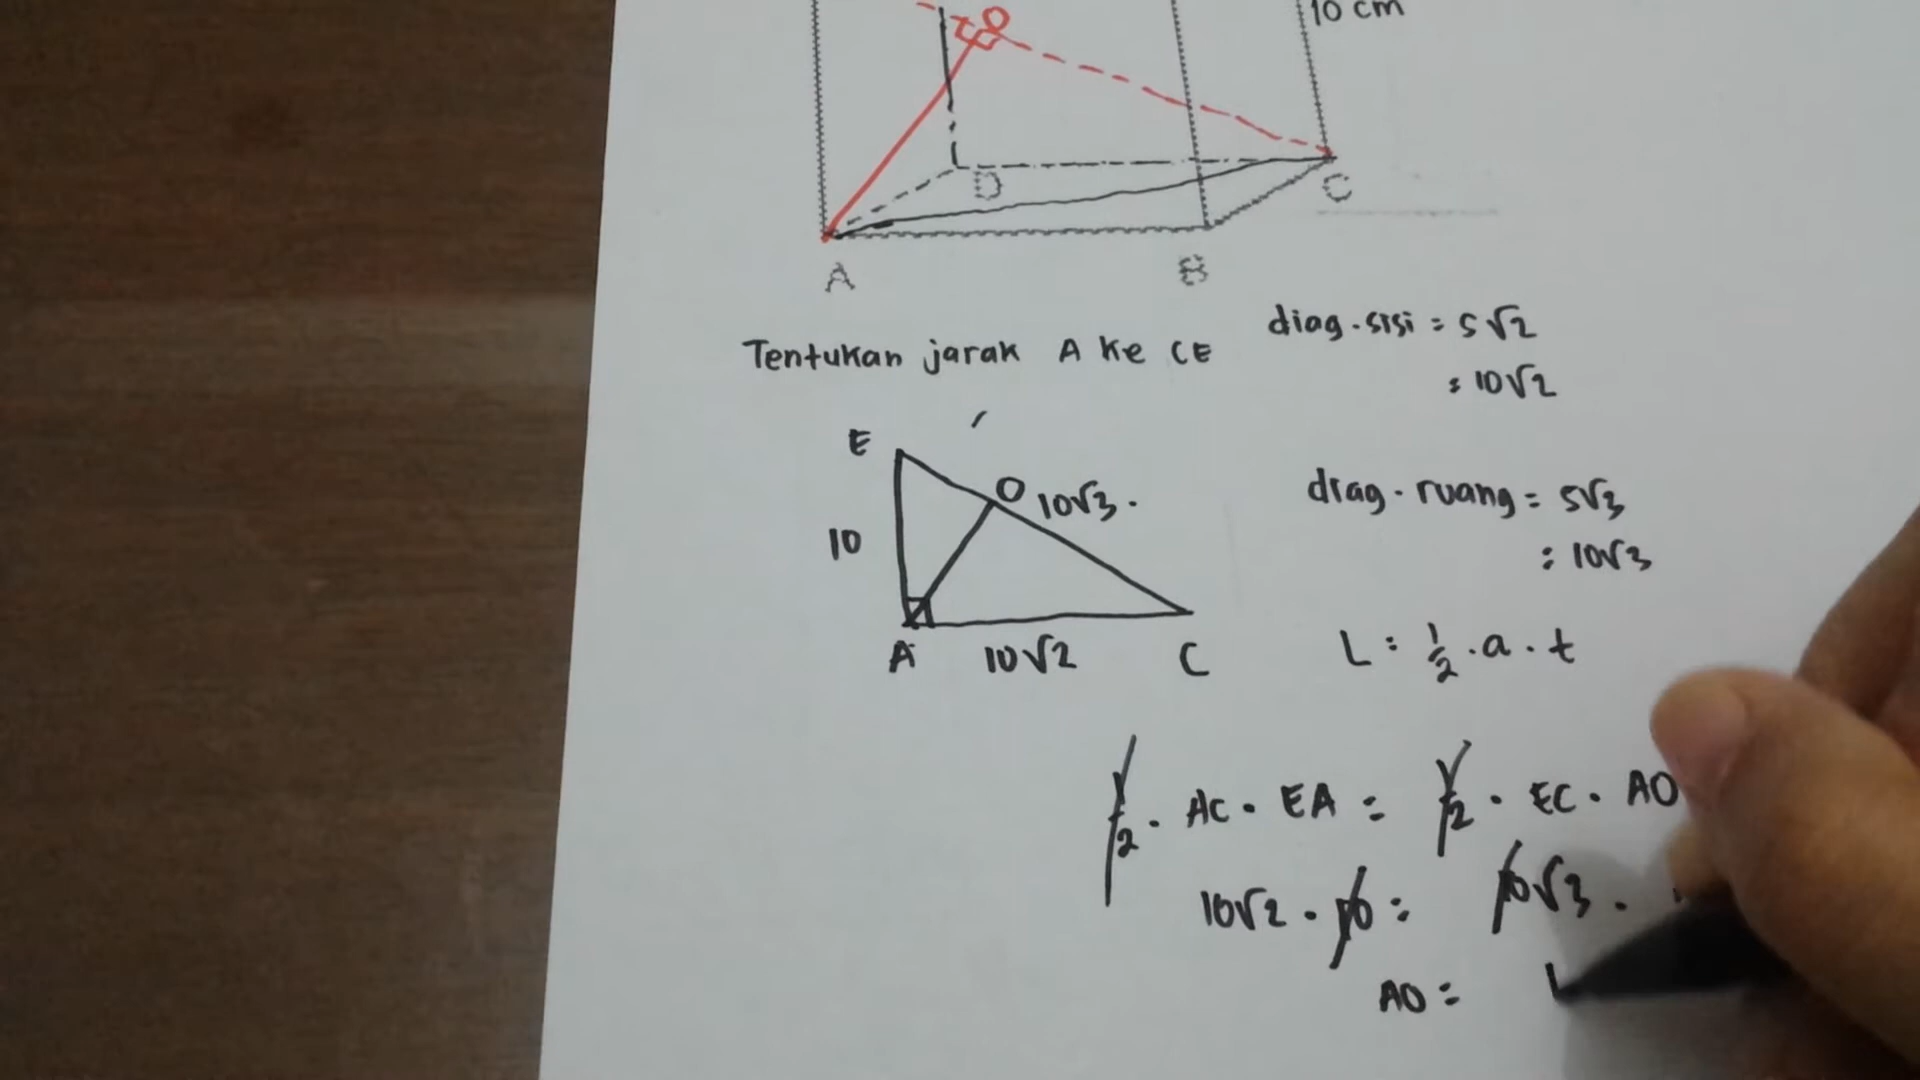 10 cm
O
D
C
A
B
Tentukan jarak A ke CE
diag. sisi = s√2
= 10√2
E
O
10√3.
10
A
10√2
C
diag. ruang = s√3
: 10√3
L : 1/2 . a . t
1/2 . AC . EA = 1/2 . EC . AO
10√2 . 10 = 10√3 .
AO =